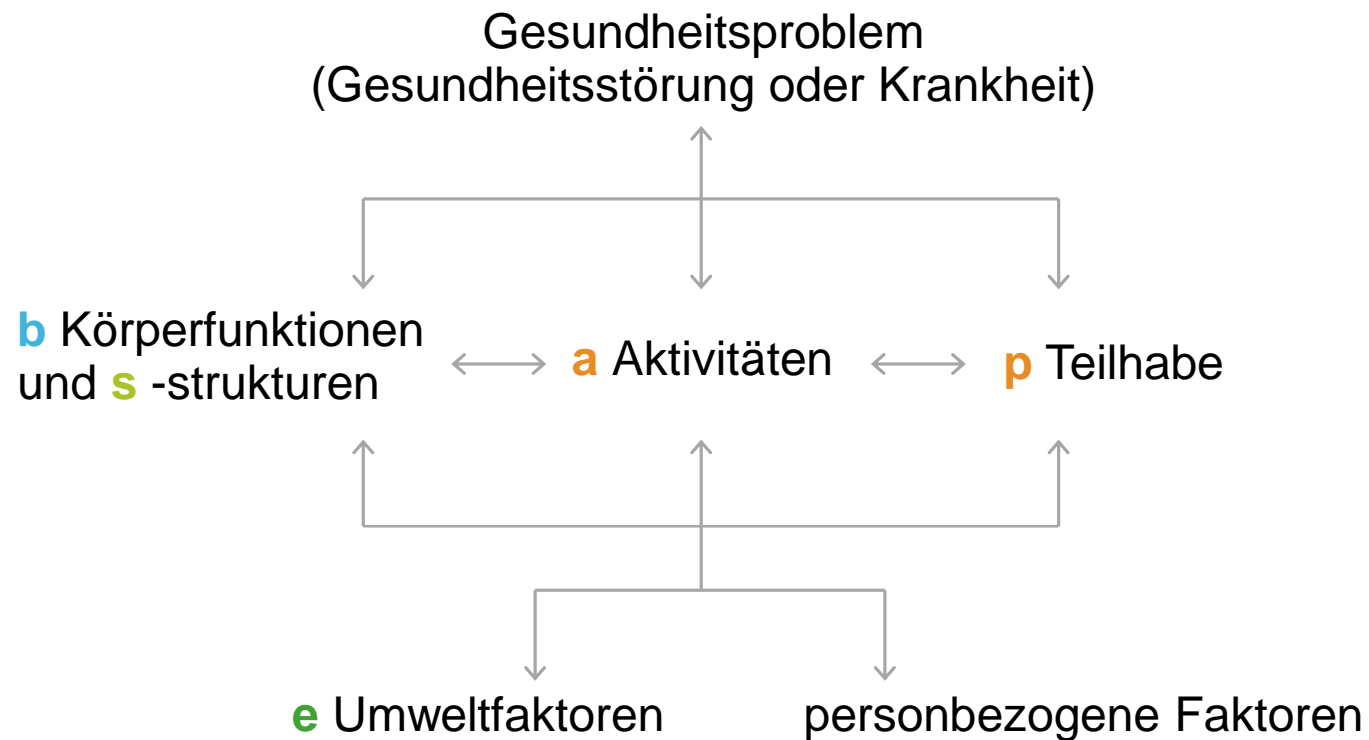 Gesundheitsproblem
(Gesundheitsstörung oder Krankheit)
b Körperfunktionen
und s -strukturen
a Aktivitäten
p Teilhabe
e Umweltfaktoren
personbezogene Faktoren